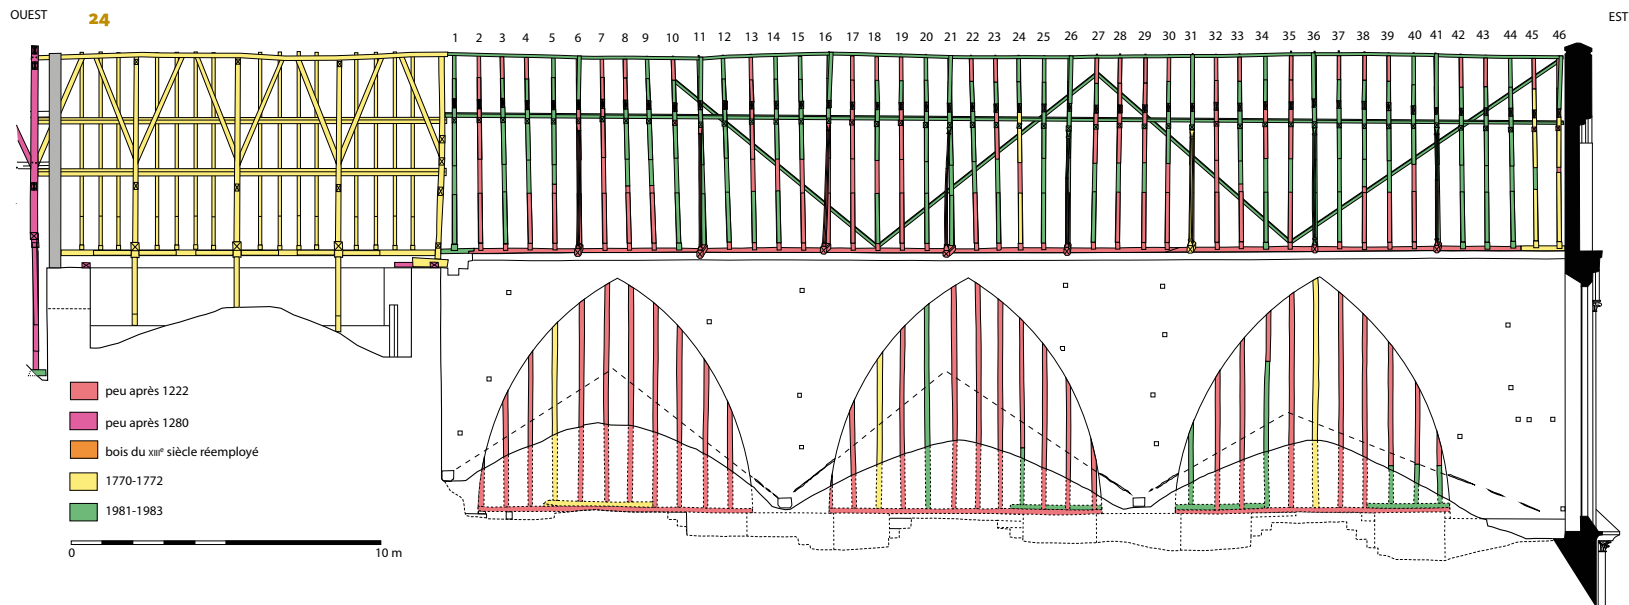 OUEST 24 EST
1 2 3 4 5 6 7 8 9 10 11 12 13 14 15 16 17 18 19 20 21 22 23 24 25 26 27 28 29 30 31 32 33 34 35 36 37 38 39 40 41 42 43 44 45 46
peu après 1222
peu après 1280
bois du XIIIe siècle réemployé
1770-1772
1981-1983
0 10 m